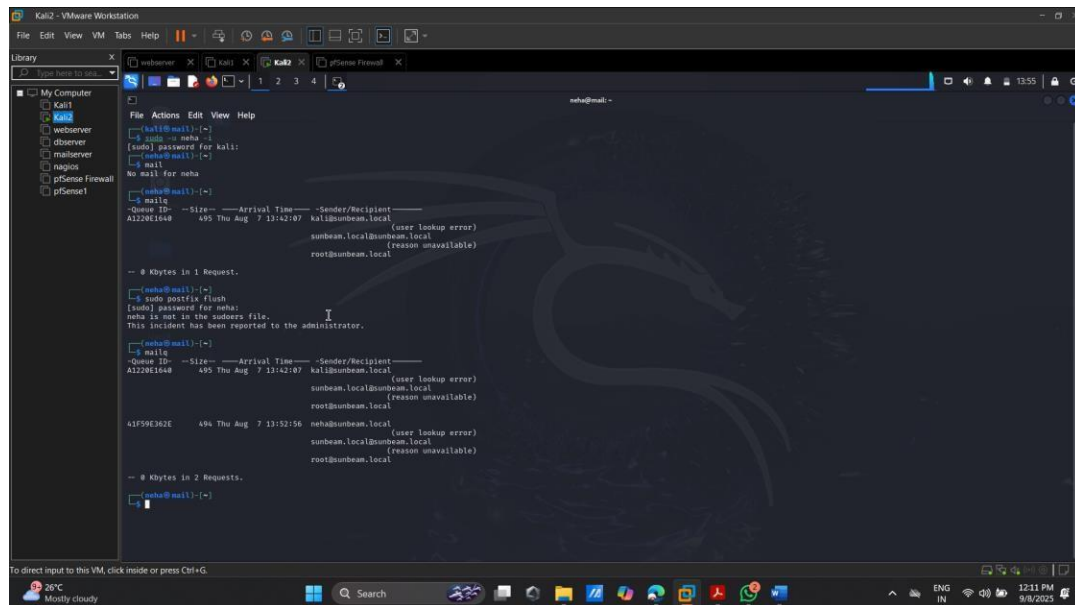 Kali2 - VMware Workstation
File Edit View VM Tabs Help
Library X
Type here to sea...
webserver X Kali1 X Kali2 X pfSense Firewall X
1 2 3 4
13:55
My Computer
Kali1
Kali2
webserver
dbserver
mailserver
nagios
pfSense Firewall
pfSense1
neha@mail: ~
File Actions Edit View Help
(kali㉿mail)-[~]
$ sudo -u neha -i
[sudo] password for kali:
(neha㉿mail)-[~]
$ mail
No mail for neha
(neha㉿mail)-[~]
$ mailq
-Queue ID- --Size-- ----Arrival Time---- -Sender/Recipient-------
A1220E1640 495 Thu Aug 7 13:42:07 kali@sunbeam.local
(user lookup error)
sunbeam.local@sunbeam.local
(reason unavailable)
root@sunbeam.local
-- 0 Kbytes in 1 Request.
(neha㉿mail)-[~]
$ sudo postfix flush
[sudo] password for neha:
neha is not in the sudoers file.
This incident has been reported to the administrator.
(neha㉿mail)-[~]
$ mailq
-Queue ID- --Size-- ----Arrival Time---- -Sender/Recipient-------
A1220E1640 495 Thu Aug 7 13:42:07 kali@sunbeam.local
(user lookup error)
sunbeam.local@sunbeam.local
(reason unavailable)
root@sunbeam.local
41F59E362E 494 Thu Aug 7 13:52:56 neha@sunbeam.local
(user lookup error)
sunbeam.local@sunbeam.local
(reason unavailable)
root@sunbeam.local
-- 0 Kbytes in 2 Requests.
(neha㉿mail)-[~]
$
To direct input to this VM, click inside or press Ctrl+G.
9+
26°C
Mostly cloudy
Search
ENG
IN
12:11 PM
9/8/2025